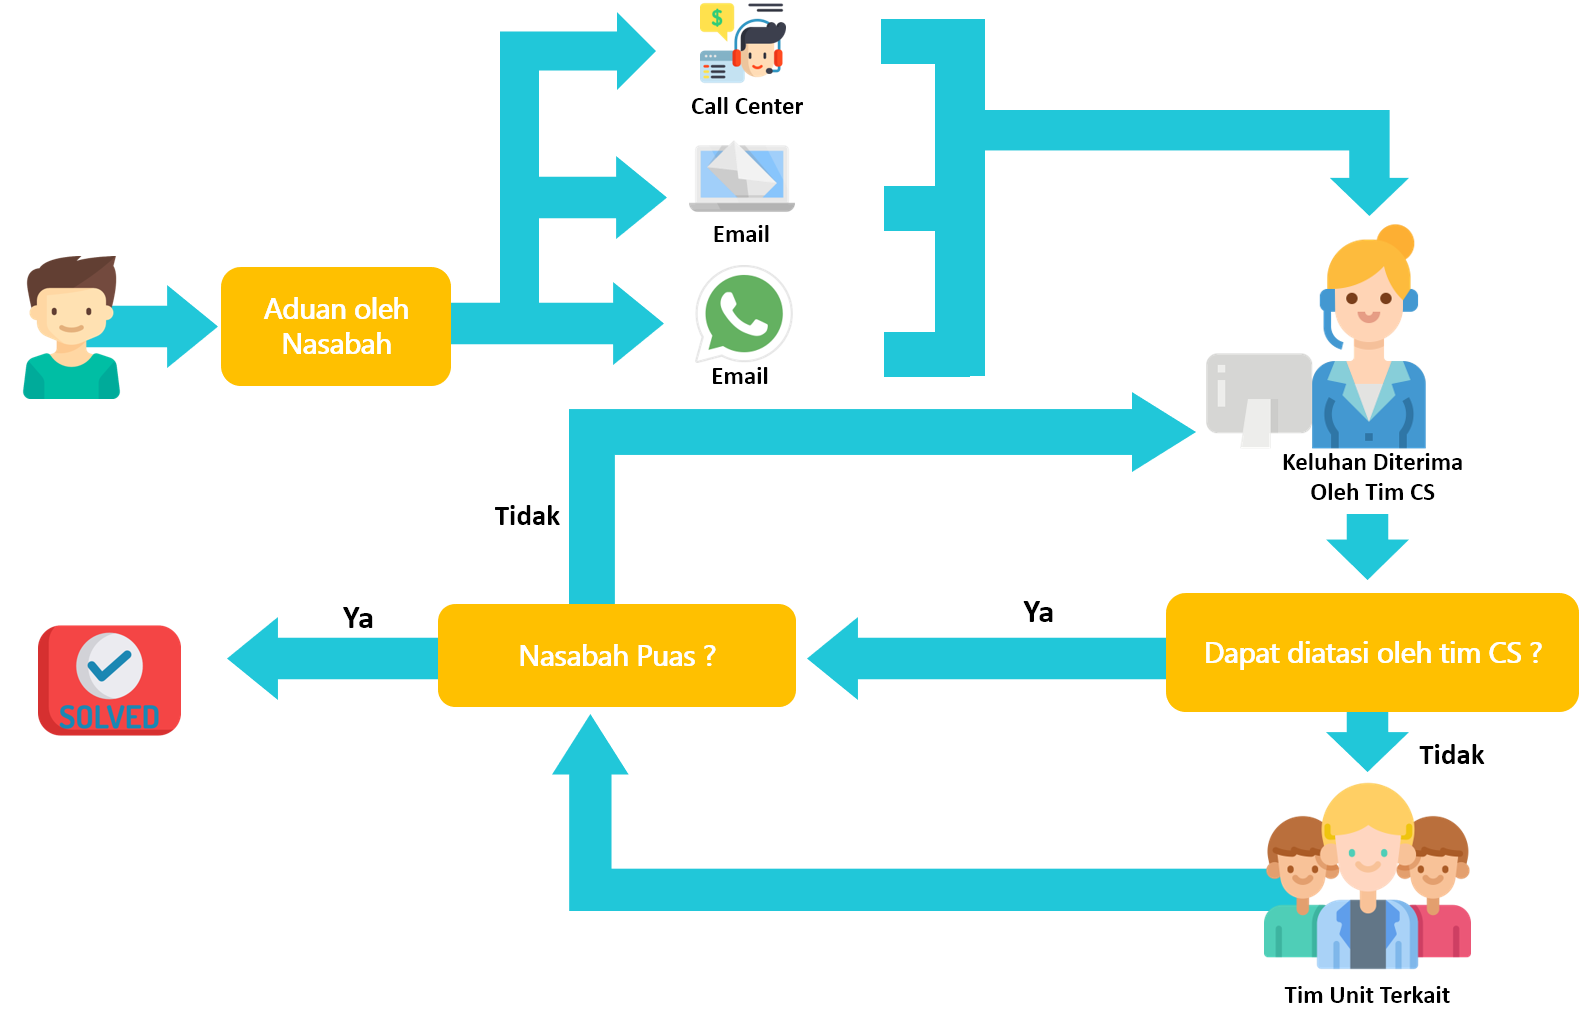 $
Call Center
Email
Aduan oleh
Nasabah
Email
Keluhan Diterima
Oleh Tim CS
Tidak
Ya
Ya
Nasabah Puas ?
Dapat diatasi oleh tim CS ?
SOLVED
Tidak
Tim Unit Terkait